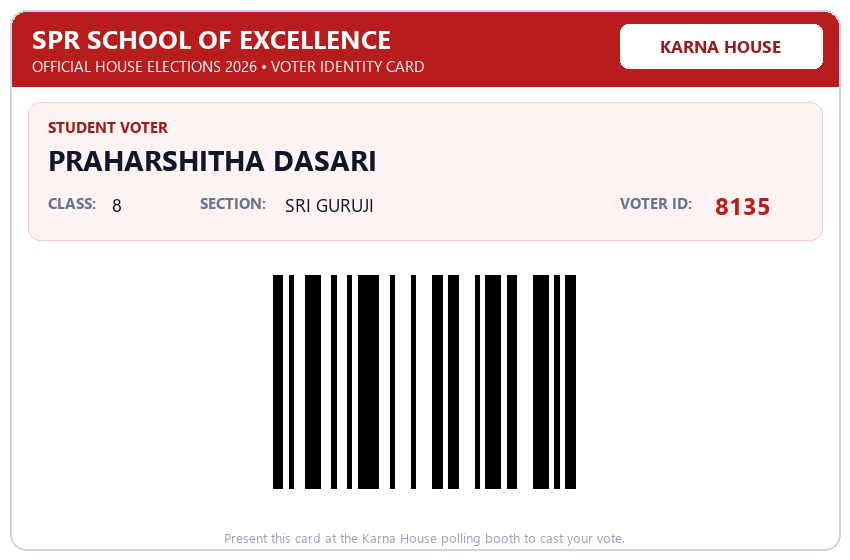 SPR SCHOOL OF EXCELLENCE
OFFICIAL HOUSE ELECTIONS 2026 • VOTER IDENTITY CARD
KARNA HOUSE
STUDENT VOTER
PRAHARSHITHA DASARI
CLASS: 8 SECTION: SRI GURUJI VOTER ID: 8135
Present this card at the Karna House polling booth to cast your vote.